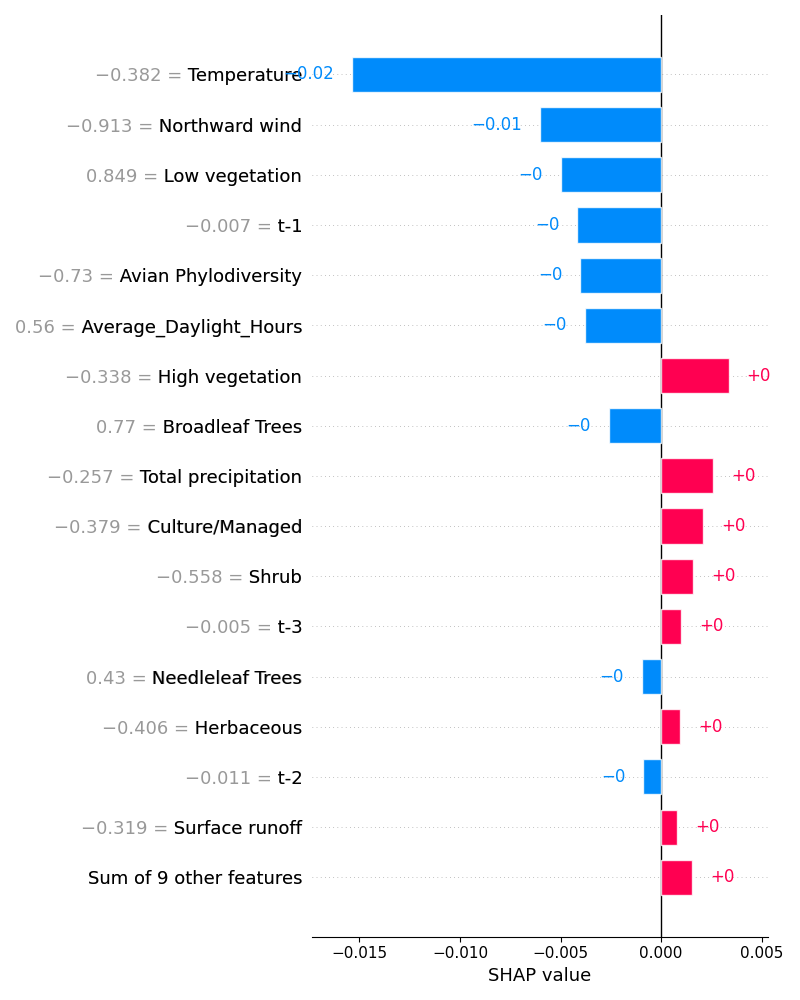 −0.382 = Temperature −0.02
−0.913 = Northward wind −0.01
0.849 = Low vegetation −0
−0.007 = t-1 −0
−0.73 = Avian Phylodiversity −0
0.56 = Average_Daylight_Hours −0
−0.338 = High vegetation +0
0.77 = Broadleaf Trees −0
−0.257 = Total precipitation +0
−0.379 = Culture/Managed +0
−0.558 = Shrub +0
−0.005 = t-3 +0
0.43 = Needleleaf Trees −0
−0.406 = Herbaceous +0
−0.011 = t-2 −0
−0.319 = Surface runoff +0
Sum of 9 other features +0
−0.015 −0.010 −0.005 0.000 0.005
SHAP value